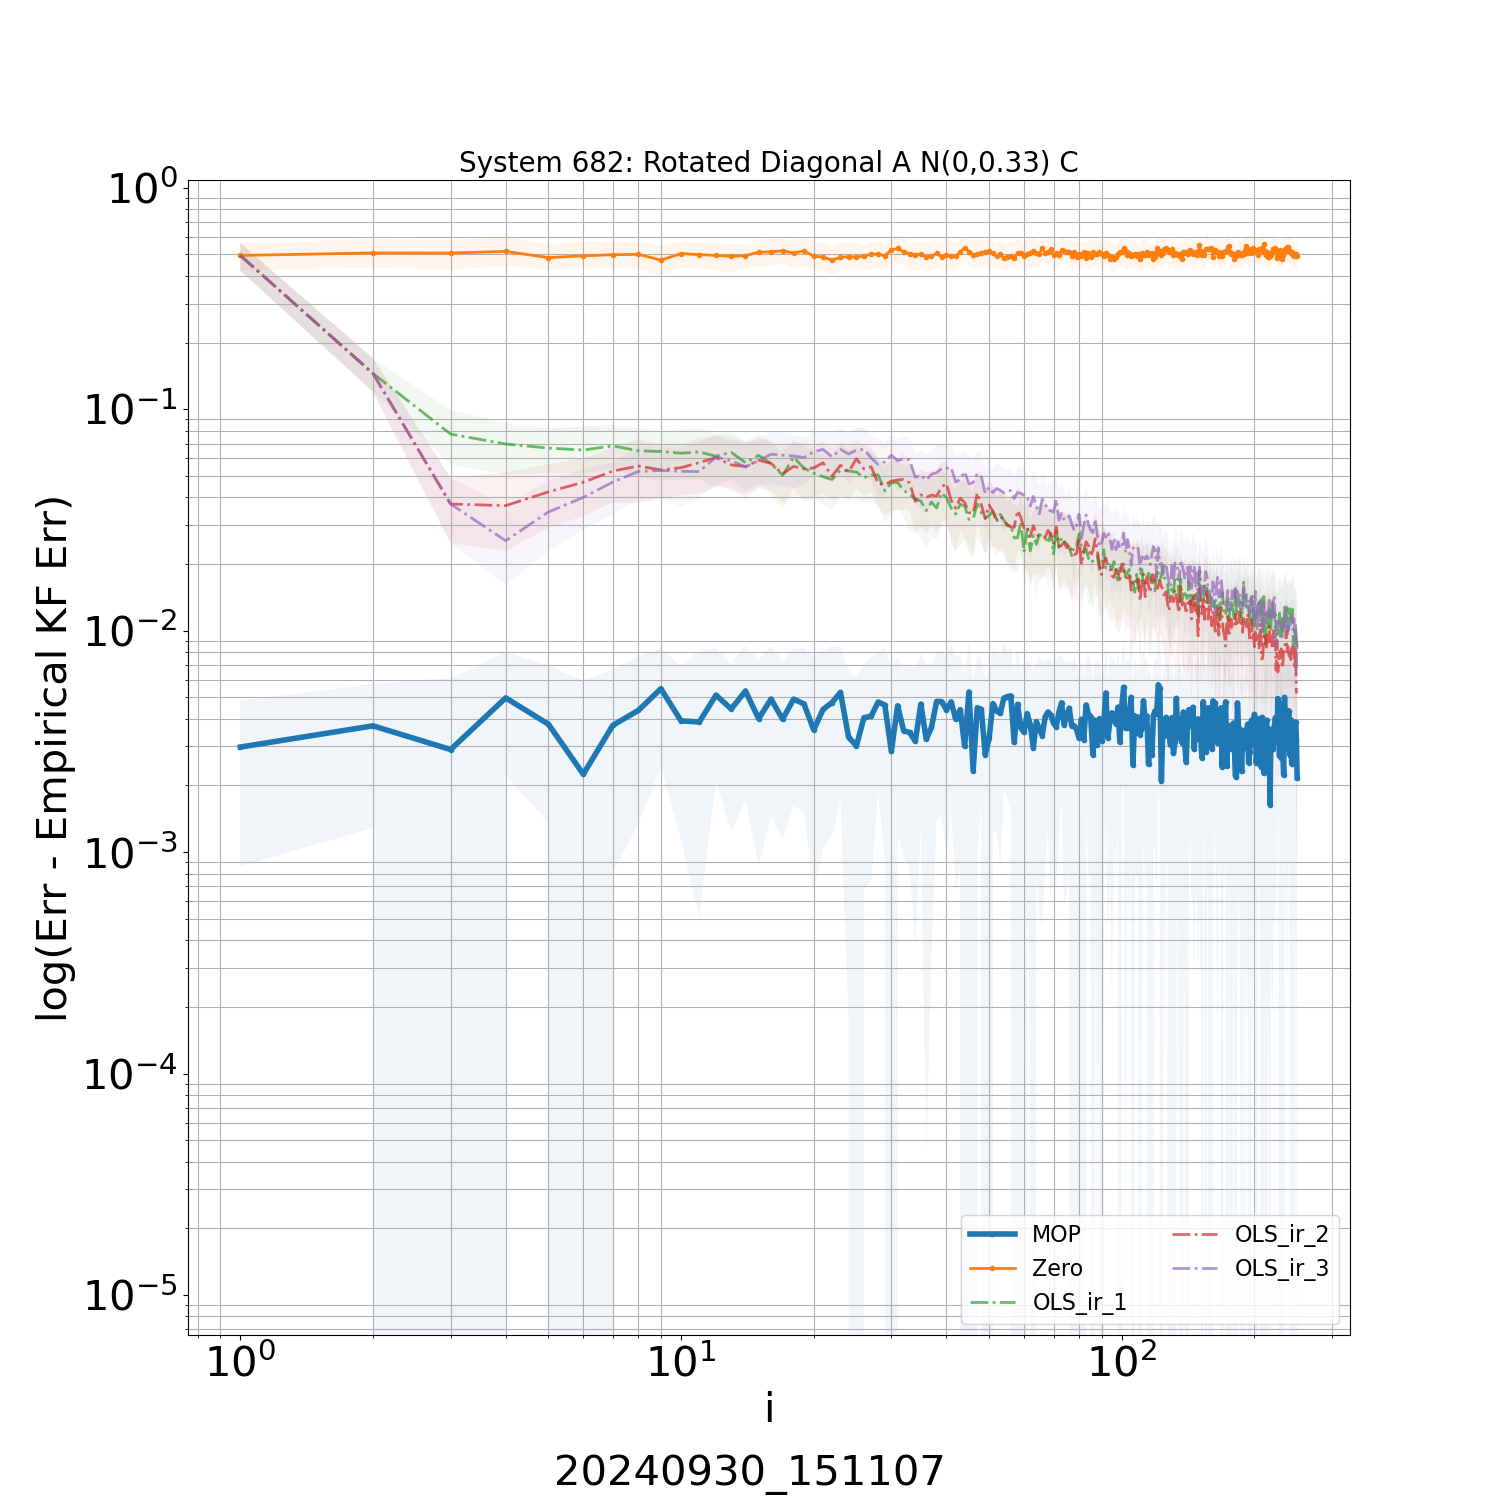 System 682: Rotated Diagonal A N(0,0.33) C
log(Err - Empirical KF Err)
10^0
10^-1
10^-2
10^-3
10^-4
10^-5
MOP
Zero
OLS_ir_1
OLS_ir_2
OLS_ir_3
10^0 10^1 10^2
i
20240930_151107